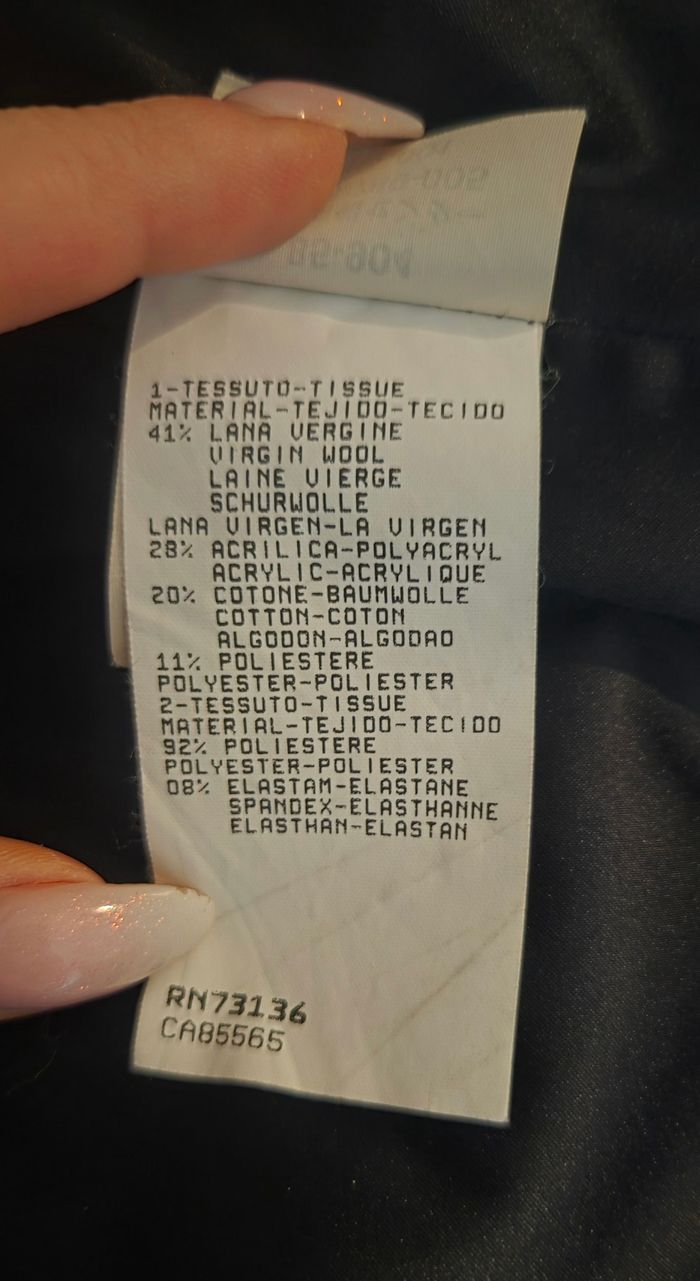 1-TESSUTO-TISSUE
MATERIAL-TEJIDO-TECIDO
41% LANA VERGINE
VIRGIN WOOL
LAINE VIERGE
SCHURWOLLE
LANA VIRGEN-LA VIRGEN
28% ACRILICA-POLYACRYL
ACRYLIC-ACRYLIQUE
20% COTONE-BAUMWOLLE
COTTON-COTON
ALGODON-ALGODAO
11% POLIESTERE
POLYESTER-POLIESTER
2-TESSUTO-TISSUE
MATERIAL-TEJIDO-TECIDO
92% POLIESTERE
POLYESTER-POLIESTER
08% ELASTAM-ELASTANE
SPANDEX-ELASTHANNE
ELASTHAN-ELASTAN
RN73136
CA85565